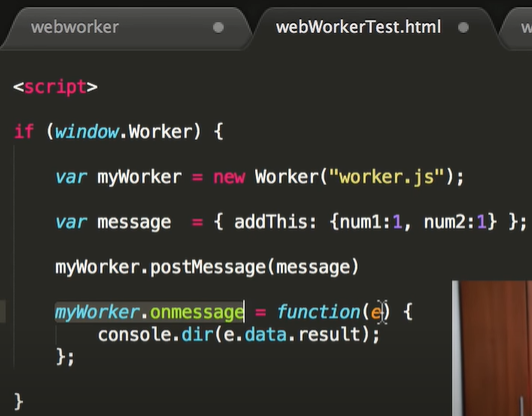 webworker
webWorkerTest.html
w
<script>
if (window.Worker) {
var myWorker = new Worker("worker.js");
var message = { addThis: {num1:1, num2:1} };
myWorker.postMessage(message)
myWorker.onmessage = function(e) {
console.dir(e.data.result);
};
}